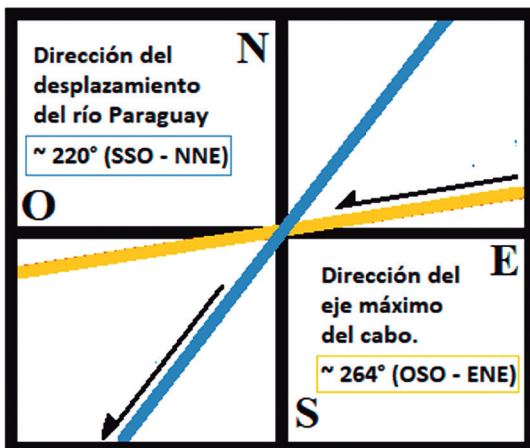 N
Dirección del
desplazamiento
del río Paraguay
~ 220° (SSO - NNE)
O
E
Dirección del
eje máximo
del cabo.
~ 264° (OSO - ENE)
S